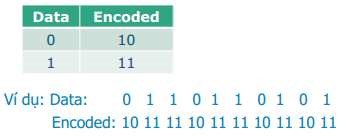 Data Encoded
0 10
1 11
Ví dụ: Data: 0 1 1 0 1 1 0 1 0 1
Encoded: 10 11 11 10 11 11 10 11 10 11